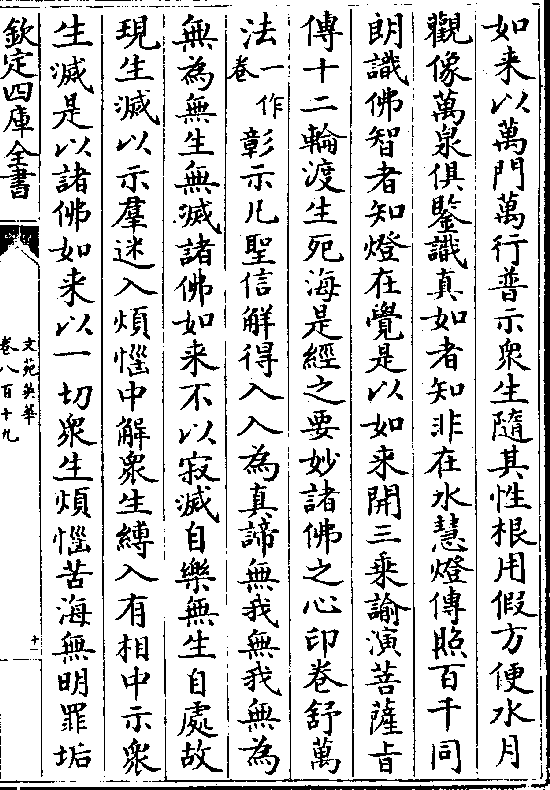 如来以萬門萬行普示衆生隨其性根用假方便水月
觀像萬泉俱鑒識真如者知非在水慧燈傳照百千同
朗識佛智者知燈在覺是以如来開三乘諭演菩薩㫖
傳十二輪渡生死海是經之要妙諸佛之心印卷舒萬
法一作卷彰示凡聖信解得入入為真諦無我無我無為
無為無生無滅諸佛如来不以寂滅自樂無生自處故
現生滅以示羣迷入煩惱中解衆生縛入有相中示衆
生滅是以諸佛如来以一切衆生煩惱苦海無明罪垢
欽定四庫全書
文苑英華
卷八百十九
十一